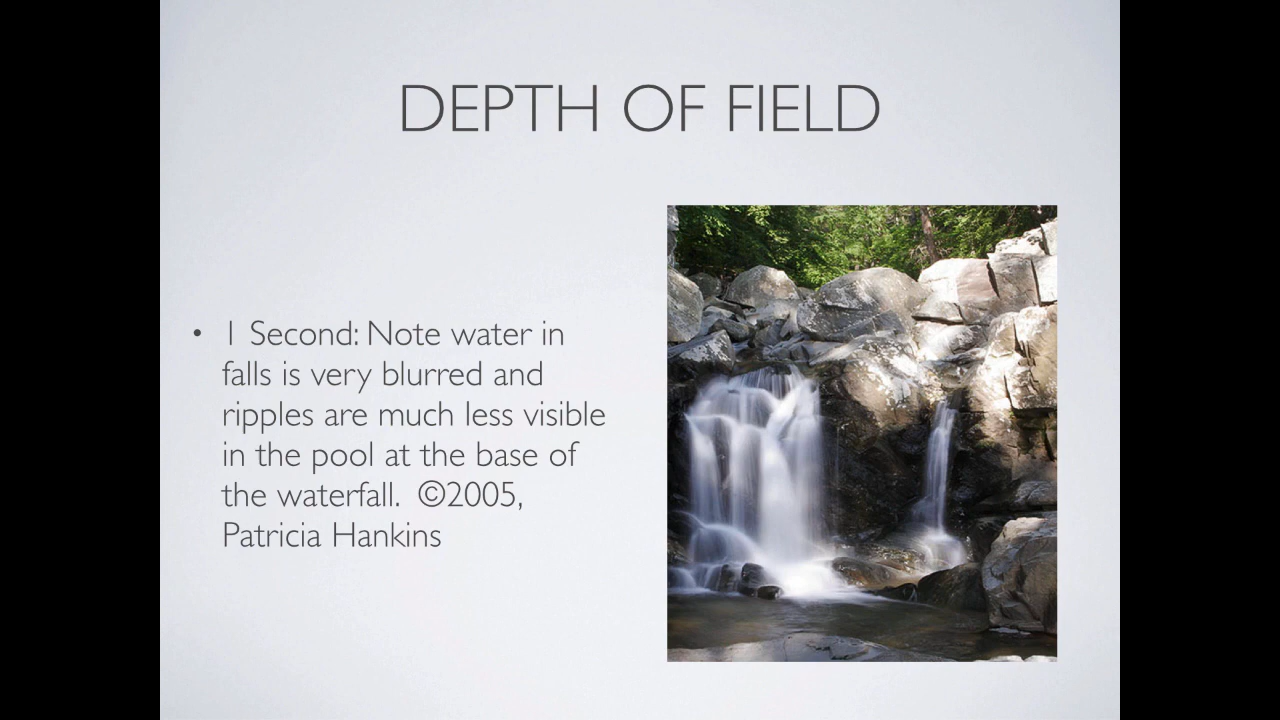 DEPTH OF FIELD
• 1 Second: Note water in
falls is very blurred and
ripples are much less visible
in the pool at the base of
the waterfall. ©2005,
Patricia Hankins